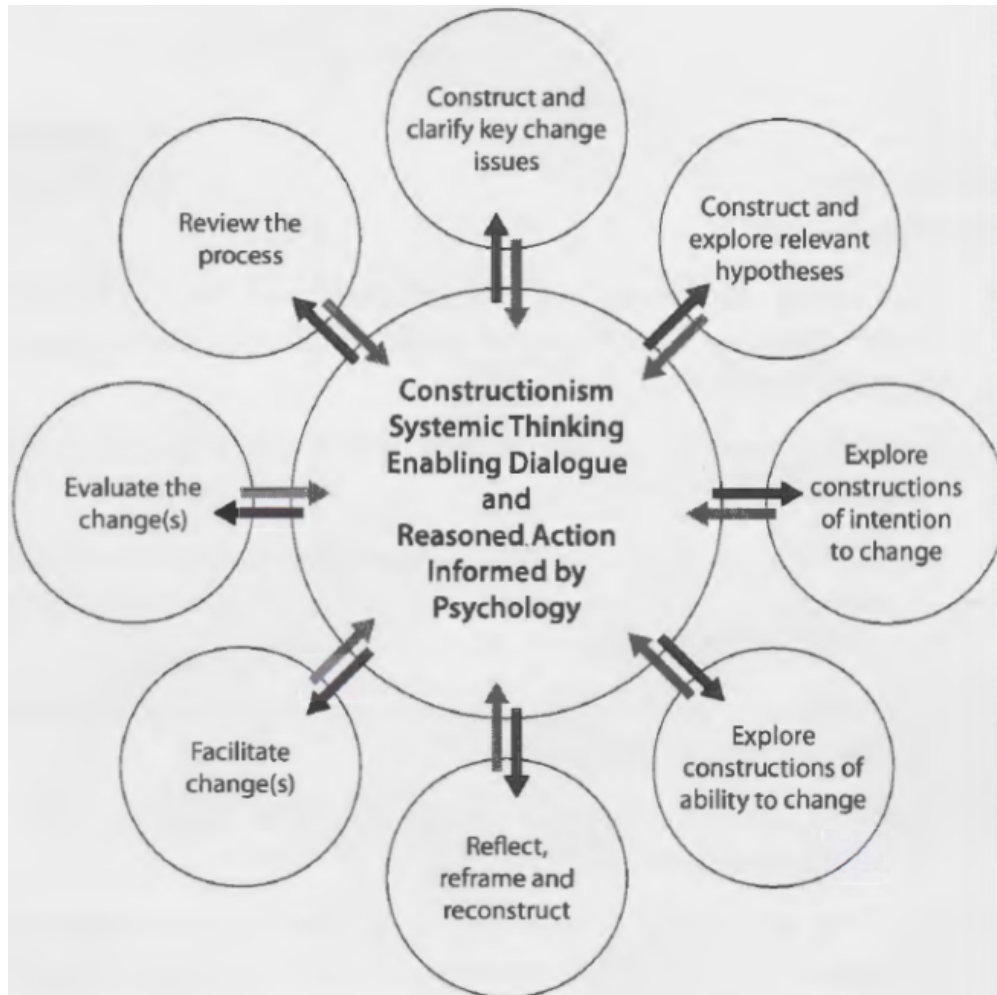 Construct and
clarify key change
issues
Construct and
explore relevant
hypotheses
Explore
constructions
of intention
to change
Explore
constructions of
ability to change
Reflect,
reframe and
reconstruct
Facilitate
change(s)
Evaluate the
change(s)
Review the
process
Constructionism
Systemic Thinking
Enabling Dialogue
and
Reasoned Action
Informed by
Psychology